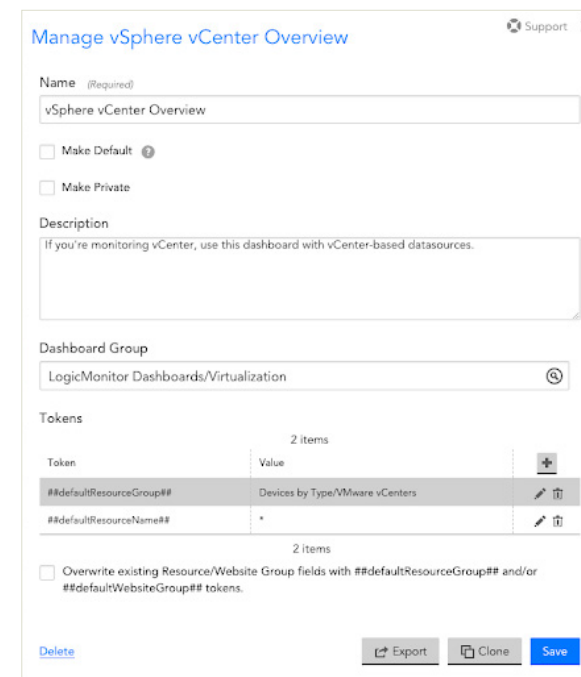 Support
Manage vSphere vCenter Overview
Name (Required)
vSphere vCenter Overview
Make Default ?
Make Private
Description
If you're monitoring vCenter, use this dashboard with vCenter-based datasources.
Dashboard Group
LogicMonitor Dashboards/Virtualization
Tokens
2 items
Token Value
##defaultResourceGroup## Devices by Type/VMware vCenters
##defaultResourceName## *
2 items
Overwrite existing Resource/Website Group fields with ##defaultResourceGroup## and/or
##defaultWebsiteGroup## tokens.
Delete Export Clone Save